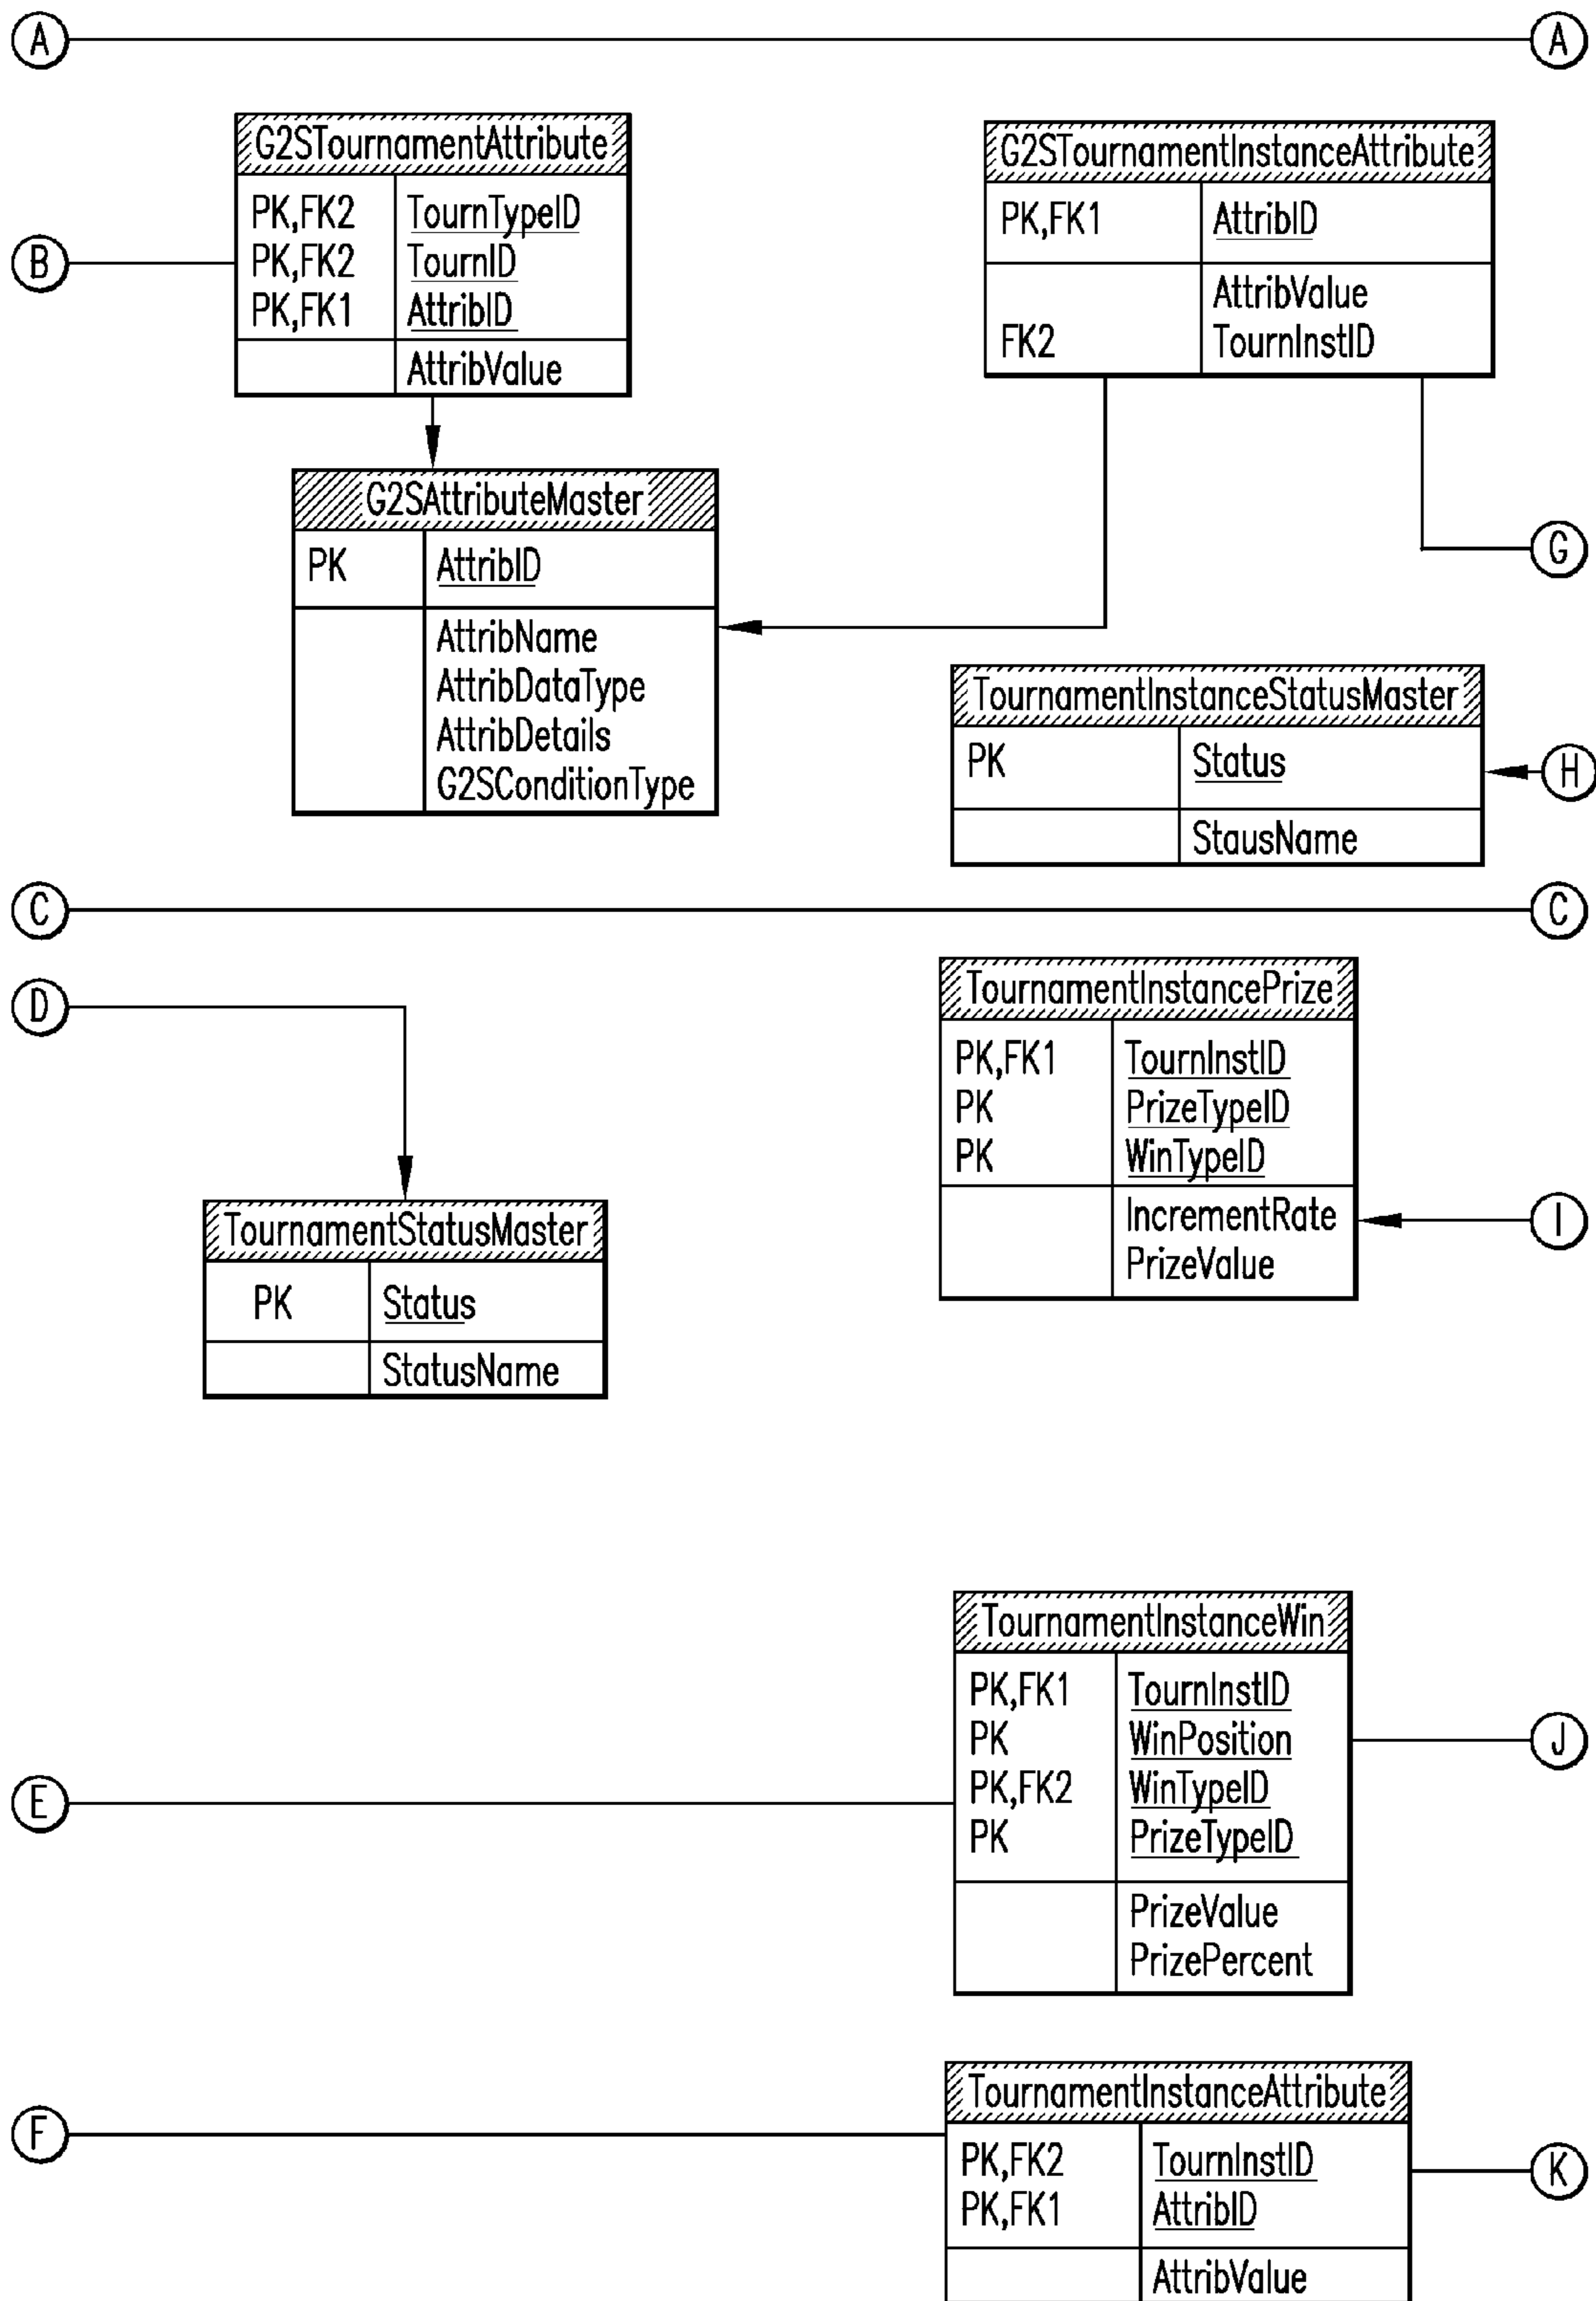 A A
G2STournamentAttribute
PK,FK2 TournTypeID
PK,FK2 TournID
PK,FK1 AttribID
AttribValue
B
G2STournamentInstanceAttribute
PK,FK1 AttribID
AttribValue
FK2 TournInstID
G2SAttributeMaster
PK AttribID
AttribName
AttribDataType
AttribDetails
G2SConditionType
G
TournamentInstanceStatusMaster
PK Status
StausName
H
C C
D
TournamentInstancePrize
PK,FK1 TournInstID
PK PrizeTypeID
PK WinTypeID
IncrementRate
PrizeValue
I
TournamentStatusMaster
PK Status
StatusName
TournamentInstanceWin
PK,FK1 TournInstID
PK WinPosition
PK,FK2 WinTypeID
PK PrizeTypeID
PrizeValue
PrizePercent
J
E
TournamentInstanceAttribute
PK,FK2 TournInstID
PK,FK1 AttribID
AttribValue
F
K